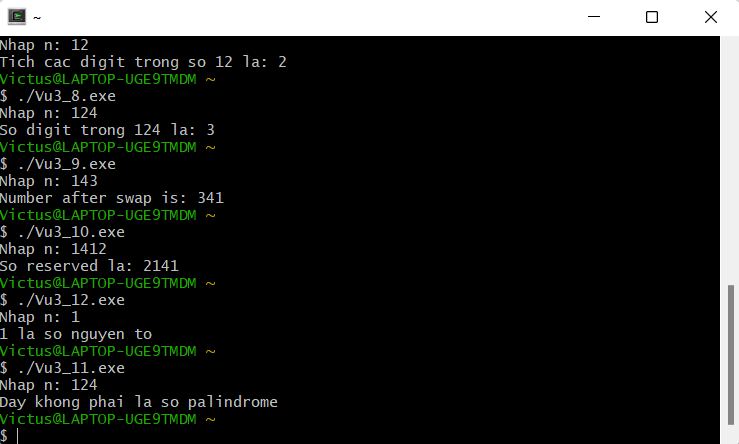 ~
Nhap n: 12
Tich cac digit trong so 12 la: 2
Victus@LAPTOP-UGE9TMDM ~
$ ./Vu3_8.exe
Nhap n: 124
So digit trong 124 la: 3
Victus@LAPTOP-UGE9TMDM ~
$ ./Vu3_9.exe
Nhap n: 143
Number after swap is: 341
Victus@LAPTOP-UGE9TMDM ~
$ ./Vu3_10.exe
Nhap n: 1412
So reserved la: 2141
Victus@LAPTOP-UGE9TMDM ~
$ ./Vu3_12.exe
Nhap n: 1
1 la so nguyen to
Victus@LAPTOP-UGE9TMDM ~
$ ./Vu3_11.exe
Nhap n: 124
Day khong phai la so palindrome
Victus@LAPTOP-UGE9TMDM ~
$